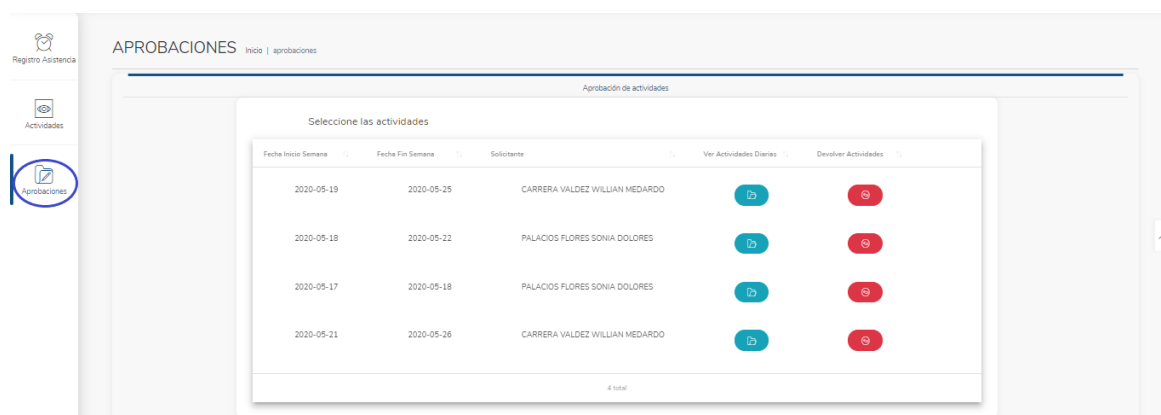 Registro Asistencia
Actividades
Aprobaciones
APROBACIONES Inicio | aprobaciones
Aprobación de actividades
Seleccione las actividades
Fecha Inicio Semana Fecha Fin Semana Solicitante Ver Actividades Diarias Devolver Actividades
2020-05-19 2020-05-25 CARRERA VALDEZ WILLIAN MEDARDO
2020-05-18 2020-05-22 PALACIOS FLORES SONIA DOLORES
2020-05-17 2020-05-18 PALACIOS FLORES SONIA DOLORES
2020-05-21 2020-05-26 CARRERA VALDEZ WILLIAN MEDARDO
4 total